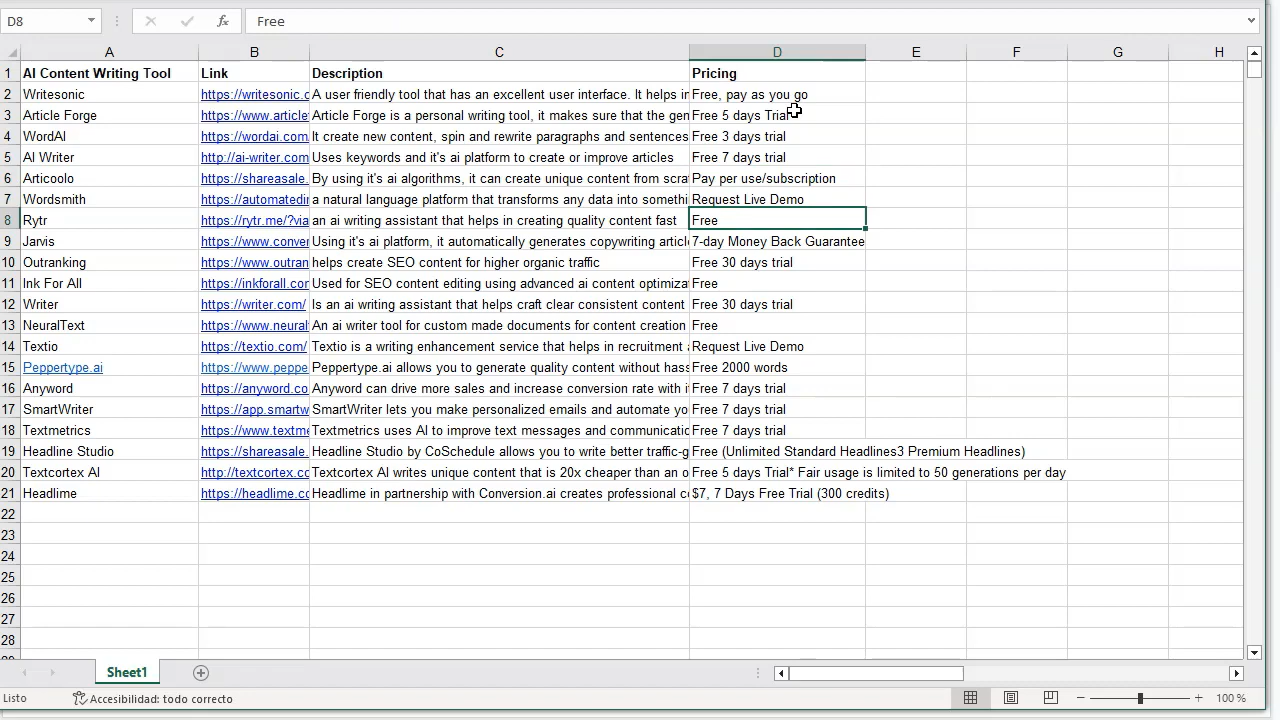 D8 fx Free
A B C D E F G H
1 AI Content Writing Tool Link Description Pricing
2 Writesonic https://writesonic.c A user friendly tool that has an excellent user interface. It helps in Free, pay as you go
3 Article Forge https://www.article Article Forge is a personal writing tool, it makes sure that the gen Free 5 days Trial
4 WordAI https://wordai.com It create new content, spin and rewrite paragraphs and sentences Free 3 days trial
5 AI Writer http://ai-writer.com Uses keywords and it's ai platform to create or improve articles Free 7 days trial
6 Articoolo https://shareasale. By using it's ai algorithms, it can create unique content from scra Pay per use/subscription
7 Wordsmith https://automatedin a natural language platform that transforms any data into somethi Request Live Demo
8 Rytr https://rytr.me/?via an ai writing assistant that helps in creating quality content fast Free
9 Jarvis https://www.conver Using it's ai platform, it automatically generates copywriting articl 7-day Money Back Guarantee
10 Outranking https://www.outran helps create SEO content for higher organic traffic Free 30 days trial
11 Ink For All https://inkforall.com Used for SEO content editing using advanced ai content optimiza Free
12 Writer https://writer.com/ Is an ai writing assistant that helps craft clear consistent content Free 30 days trial
13 NeuralText https://www.neural An ai writer tool for custom made documents for content creation Free
14 Textio https://textio.com/ Textio is a writing enhancement service that helps in recruitment a Request Live Demo
15 Peppertype.ai https://www.peppe Peppertype.ai allows you to generate quality content without hass Free 2000 words
16 Anyword https://anyword.co Anyword can drive more sales and increase conversion rate with i Free 7 days trial
17 SmartWriter https://app.smartw SmartWriter lets you make personalized emails and automate yo Free 7 days trial
18 Textmetrics https://www.textme Textmetrics uses AI to improve text messages and communicatio Free 7 days trial
19 Headline Studio https://shareasale. Headline Studio by CoSchedule allows you to write better traffic-g Free (Unlimited Standard Headlines3 Premium Headlines)
20 Textcortex AI http://textcortex.co Textcortex AI writes unique content that is 20x cheaper than an o Free 5 days Trial* Fair usage is limited to 50 generations per day
21 Headlime https://headlime.co Headlime in partnership with Conversion.ai creates professional co $7, 7 Days Free Trial (300 credits)
22
23
24
25
26
27
28
Sheet1
Listo Accesibilidad: todo correcto 100 %